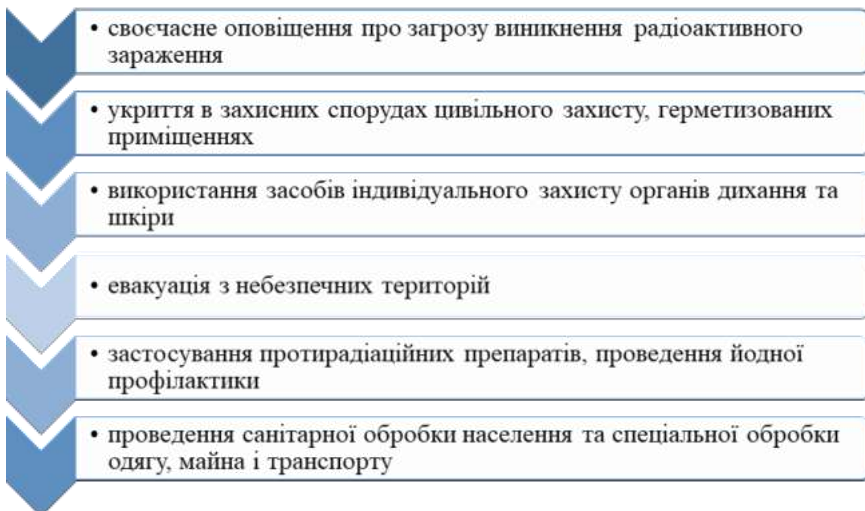 • своєчасне оповіщення про загрозу виникнення радіоактивного
зараження
• укриття в захисних спорудах цивільного захисту, герметизованих
приміщеннях
• використання засобів індивідуального захисту органів дихання та
шкіри
• евакуація з небезпечних територій
• застосування протирадіаційних препаратів, проведення йодної
профілактики
• проведення санітарної обробки населення та спеціальної обробки
одягу, майна і транспорту